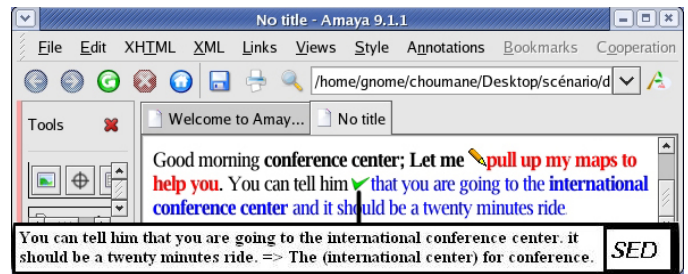 No title - Amaya 9.1.1
File Edit XHTML XML Links Views Style Annotations Bookmarks Cooperation
/home/gnome/choumane/Desktop/scénario/d
Tools
Welcome to Amay...
No title
Good morning conference center; Let me pull up my maps to
help you. You can tell him that you are going to the international
conference center and it should be a twenty minutes ride.
You can tell him that you are going to the international conference center. it
should be a twenty minutes ride. => The (international center) for conference.
SED